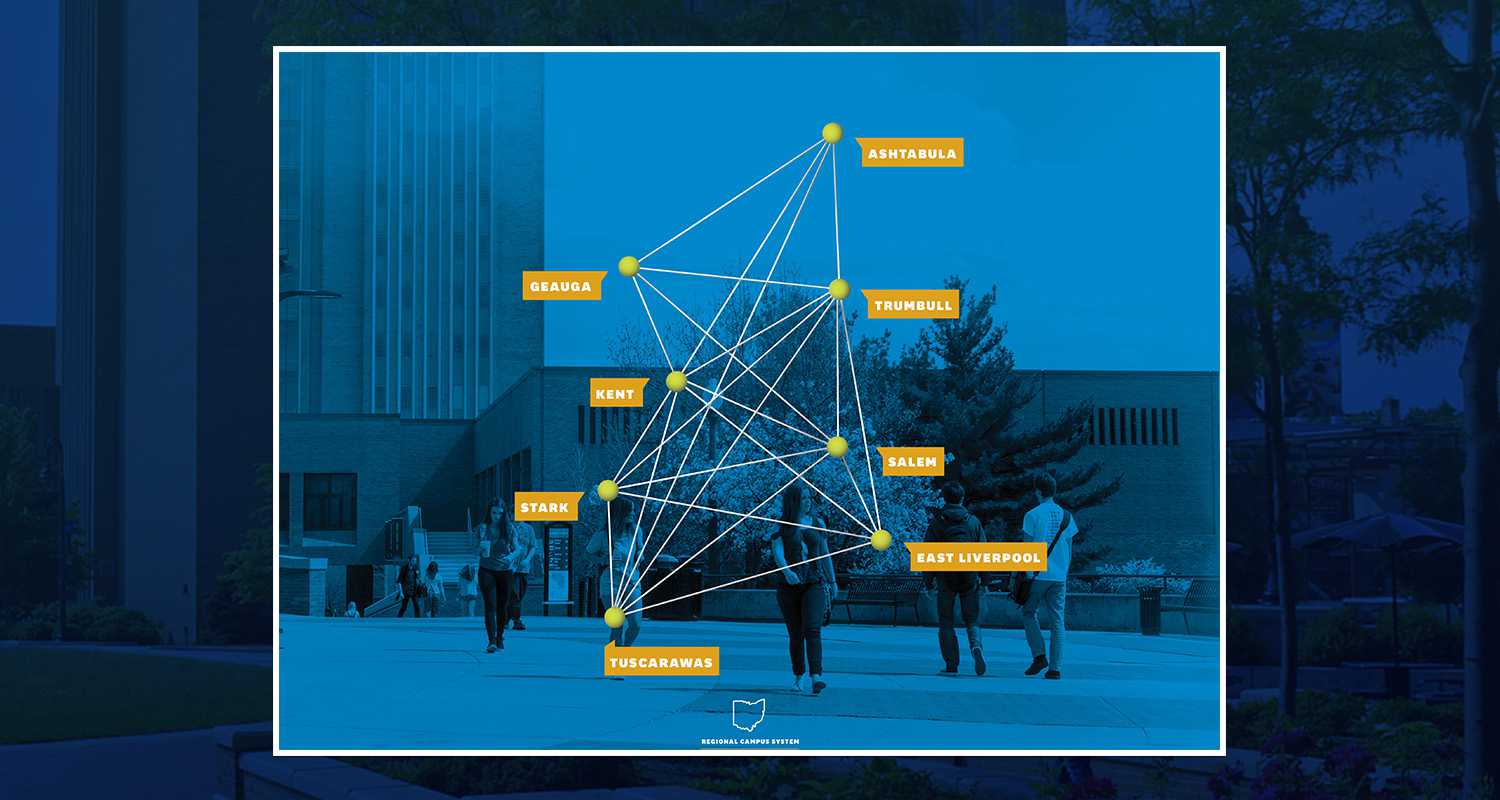 ASHTABULA
GEAUGA
TRUMBULL
KENT
SALEM
STARK
EAST LIVERPOOL
TUSCARAWAS
REGIONAL CAMPUS SYSTEM